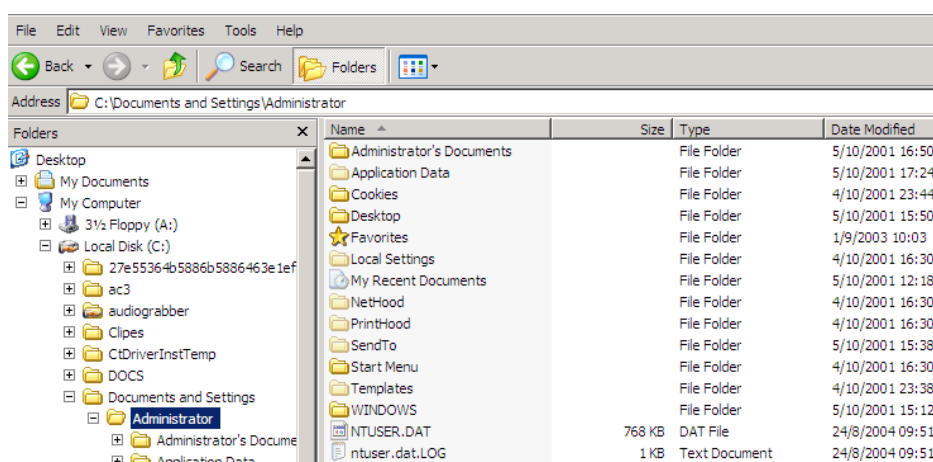 File Edit View Favorites Tools Help
Back Search Folders
Address C:\Documents and Settings\Administrator
Folders x
Desktop
My Documents
My Computer
3½ Floppy (A:)
Local Disk (C:)
27e55364b5886b5886463e1ef
ac3
audiograbber
Clipes
CtDriverInstTemp
DOCS
Documents and Settings
Administrator
Administrator's Docume
Application Data
Name Size Type Date Modified
Administrator's Documents File Folder 5/10/2001 16:50
Application Data File Folder 5/10/2001 17:24
Cookies File Folder 4/10/2001 23:44
Desktop File Folder 5/10/2001 15:50
Favorites File Folder 1/9/2003 10:03
Local Settings File Folder 4/10/2001 16:30
My Recent Documents File Folder 5/10/2001 12:18
NetHood File Folder 4/10/2001 16:30
PrintHood File Folder 4/10/2001 16:30
SendTo File Folder 5/10/2001 15:38
Start Menu File Folder 4/10/2001 16:30
Templates File Folder 4/10/2001 23:38
WINDOWS File Folder 5/10/2001 15:12
NTUSER.DAT 768 KB DAT File 24/8/2004 09:51
ntuser.dat.LOG 1 KB Text Document 24/8/2004 09:51